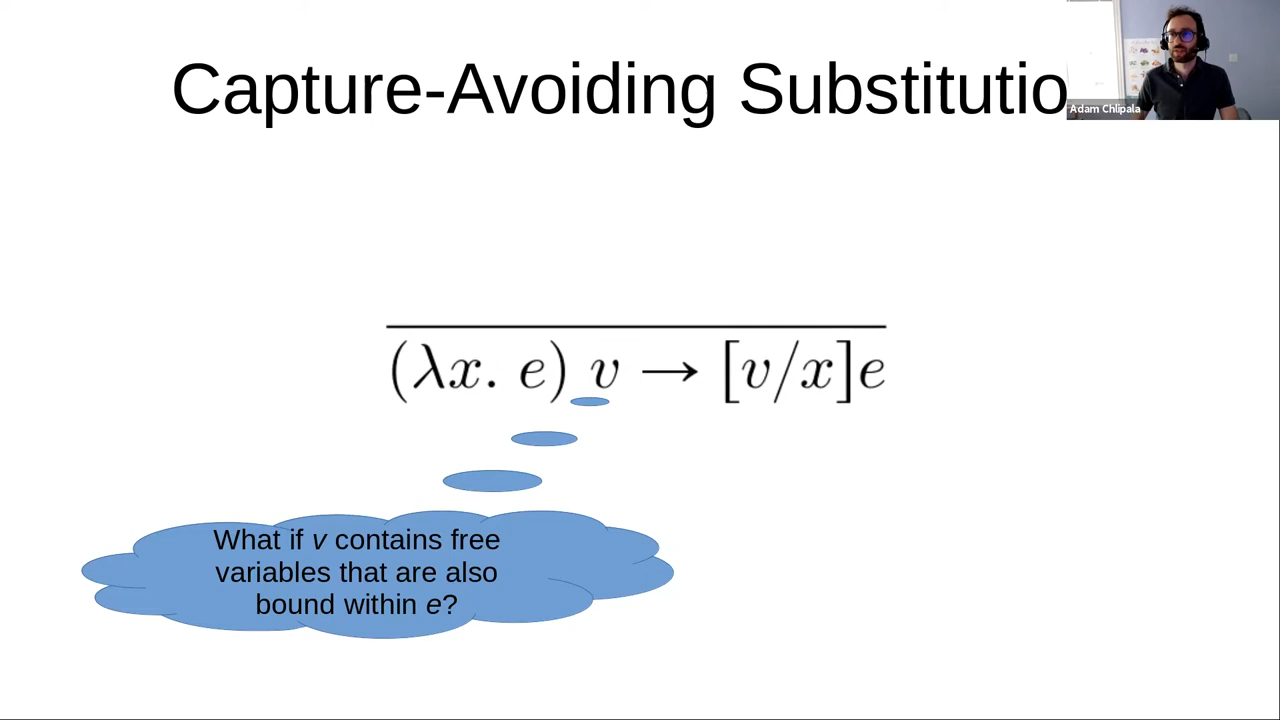 Capture-Avoiding Substitutio
Adam Chlipala
(λx. e) v → [v/x]e
What if v contains free
variables that are also
bound within e?